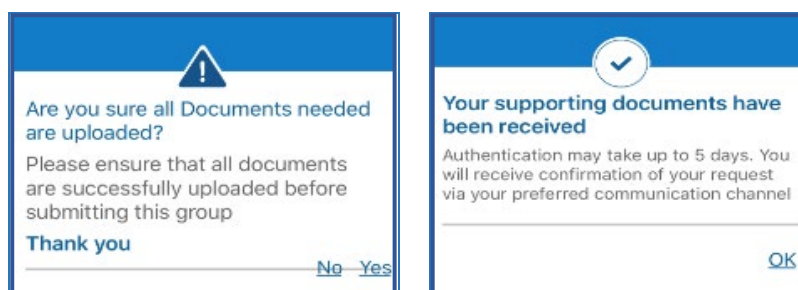 Are you sure all Documents needed
are uploaded?
Please ensure that all documents
are successfully uploaded before
submitting this group
Thank you
No Yes
Your supporting documents have
been received
Authentication may take up to 5 days. You
will receive confirmation of your request
via your preferred communication channel
OK